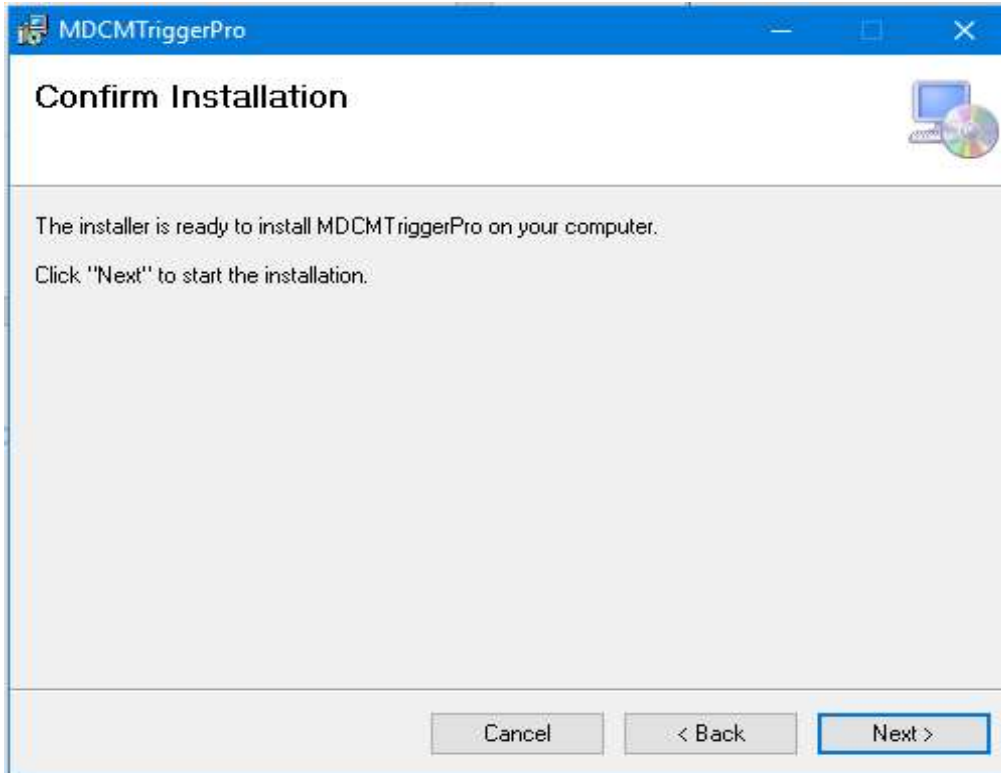 MDCMTriggerPro
Confirm Installation
The installer is ready to install MDCMTriggerPro on your computer.
Click "Next" to start the installation.
Cancel
< Back
Next >